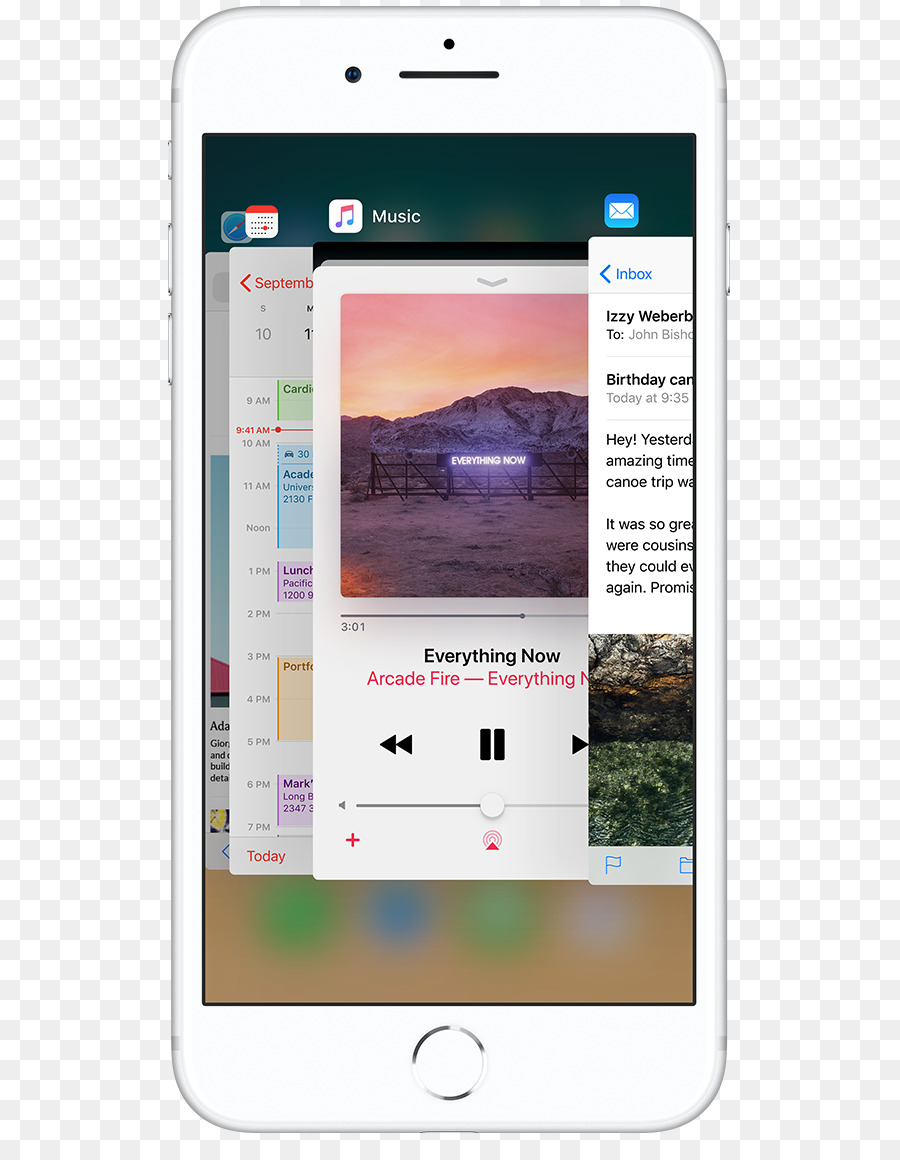 Music
Septemb
S
M
10
11
9 AM
Cardi
9:41 AM
10 AM
30
Acade
Univers
2130 F
11 AM
Noon
1 PM
Lunch
Pacific
1200 9
2 PM
3 PM
Portfo
4 PM
5 PM
6 PM
Mark'
Long B
2347 3
7 PM
Today
Ada
Giorg
and c
build
detai
EVERYTHING NOW
3:01
Everything Now
Arcade Fire — Everything N
Inbox
Izzy Weberb
To: John Bisho
Birthday can
Today at 9:35
Hey! Yesterda
amazing time
canoe trip wa
It was so grea
were cousins
they could ev
again. Promis